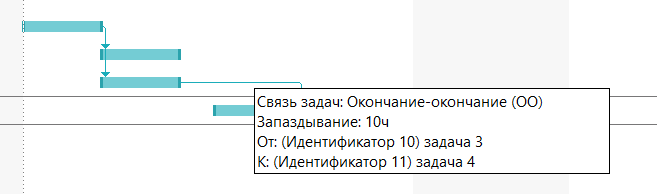 Связь задач: Окончание-окончание (ОО)
Запаздывание: 10ч
От: (Идентификатор 10) задача 3
К: (Идентификатор 11) задача 4